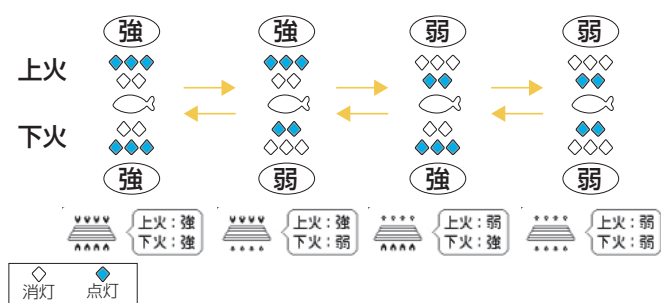 強 強 弱 弱
上火
下火
強 弱 強 弱
上火：強 上火：強 上火：弱 上火：弱
下火：強 下火：弱 下火：強 下火：弱
消灯 点灯